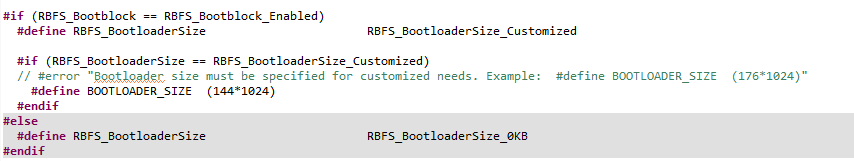 #if (RBFS_Bootblock == RBFS_Bootblock_Enabled)
#define RBFS_BootloaderSize RBFS_BootloaderSize_Customized
#if (RBFS_BootloaderSize == RBFS_BootloaderSize_Customized)
// #error "Bootloader size must be specified for customized needs. Example:  #define BOOTLOADER_SIZE  (176*1024)"
#define BOOTLOADER_SIZE  (144*1024)
#endif
#else
#define RBFS_BootloaderSize RBFS_BootloaderSize_0KB
#endif